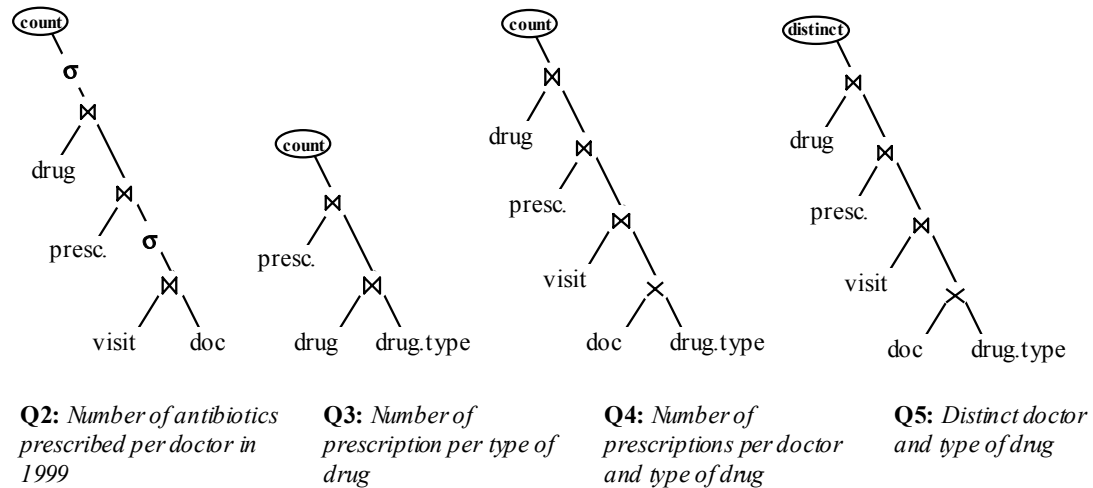 count
σ
drug
presc.
σ
visit doc
count
presc.
drug drug.type
count
drug
presc.
visit
doc drug.type
distinct
drug
presc.
visit
doc drug.type
Q2: Number of antibiotics
prescribed per doctor in
1999
Q3: Number of
prescription per type of
drug
Q4: Number of
prescriptions per doctor
and type of drug
Q5: Distinct doctor
and type of drug